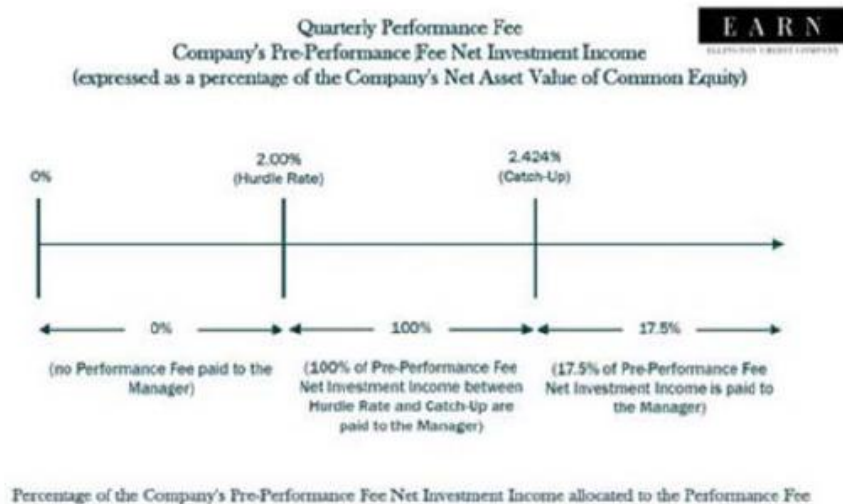 Quarterly Performance Fee
Company's Pre-Performance Fee Net Investment Income
(expressed as a percentage of the Company's Net Asset Value of Common Equity)
EARN
ELLINGTON CREDIT COMPANY
0%
2.00%
(Hurdle Rate)
2.424%
(Catch-Up)
0%
100%
17.5%
(no Performance Fee paid to the
Manager)
(100% of Pre-Performance Fee
Net Investment Income between
Hurdle Rate and Catch-Up are
paid to the Manager)
(17.5% of Pre-Performance Fee
Net Investment Income is paid to
the Manager)
Percentage of the Company's Pre-Performance Fee Net Investment Income allocated to the Performance Fee